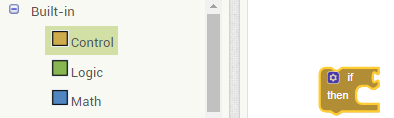 Built-in
Control
Logic
Math
if
then